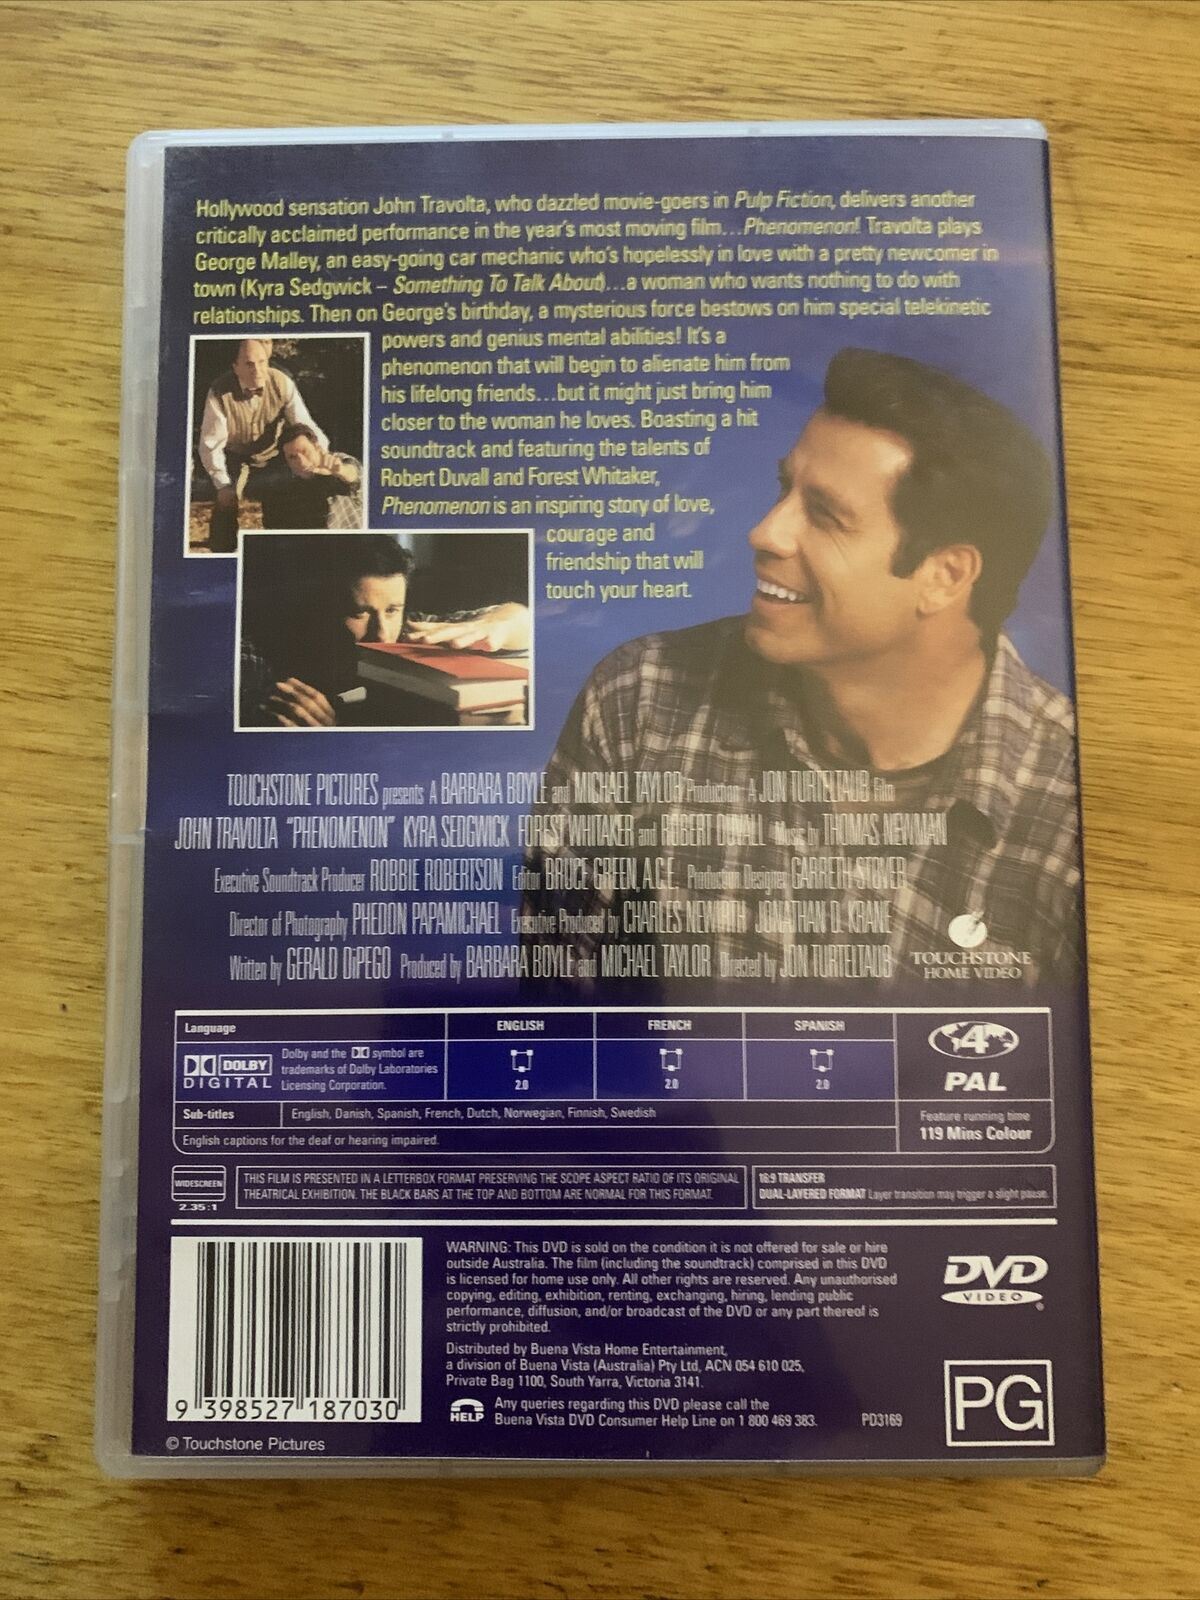 Hollywood sensation John Travolta, who dazzled movie-goers in Pulp Fiction, delivers another
critically acclaimed performance in the year's most moving film...Phenomenon! Travolta plays
George Malley, an easy-going car mechanic who's hopelessly in love with a pretty newcomer in
town (Kyra Sedgwick – Something To Talk About)...a woman who wants nothing to do with
relationships. Then on George's birthday, a mysterious force bestows on him special telekinetic
powers and genius mental abilities! It's a
phenomenon that will begin to alienate him from
his lifelong friends...but it might just bring him
closer to the woman he loves. Boasting a hit
soundtrack and featuring the talents of
Robert Duvall and Forest Whitaker,
Phenomenon is an inspiring story of love,
courage and
friendship that will
touch your heart.
TOUCHSTONE PICTURES presents A BARBARA BOYLE and MICHAEL TAYLOR Production A JON TURTELTAUB Film
JOHN TRAVOLTA "PHENOMENON" KYRA SEDGWICK FOREST WHITAKER and ROBERT DUVALL Music by THOMAS NEWMAN
Executive Soundtrack Producer ROBBIE ROBERTSON Editor BRUCE GREEN, A.C.E. Production Designer GARRETH STOVER
Director of Photography PHEDON PAPAMICHAEL Executive Produced by CHARLES NEWIRTH JONATHAN D. KRANE
Written by GERALD DiPEGO Produced by BARBARA BOYLE and MICHAEL TAYLOR Directed by JON TURTELTAUB
TOUCHSTONE
HOME VIDEO
Language ENGLISH FRENCH SPANISH
DOLBY
DIGITAL
Dolby and the symbol are
trademarks of Dolby Laboratories
Licensing Corporation.
2.0 2.0 2.0
4
PAL
Sub-titles English, Danish, Spanish, French, Dutch, Norwegian, Finnish, Swedish
English captions for the deaf or hearing impaired.
Feature running time
119 Mins Colour
WIDESCREEN
2.35:1
THIS FILM IS PRESENTED IN A LETTERBOX FORMAT PRESERVING THE SCOPE ASPECT RATIO OF ITS ORIGINAL
THEATRICAL EXHIBITION. THE BLACK BARS AT THE TOP AND BOTTOM ARE NORMAL FOR THIS FORMAT.
16:9 TRANSFER
DUAL-LAYERED FORMAT Layer transition may trigger a slight pause.
WARNING: This DVD is sold on the condition it is not offered for sale or hire
outside Australia. The film (including the soundtrack) comprised in this DVD
is licensed for home use only. All other rights are reserved. Any unauthorised
copying, editing, exhibition, renting, exchanging, hiring, lending public
performance, diffusion, and/or broadcast of the DVD or any part thereof is
strictly prohibited.
Distributed by Buena Vista Home Entertainment,
a division of Buena Vista (Australia) Pty Ltd, ACN 054 610 025,
Private Bag 1100, South Yarra, Victoria 3141.
HELP
Any queries regarding this DVD please call the
Buena Vista DVD Consumer Help Line on 1 800 469 383.
PD3169
DVD
VIDEO
PG
9 398527 187030
© Touchstone Pictures